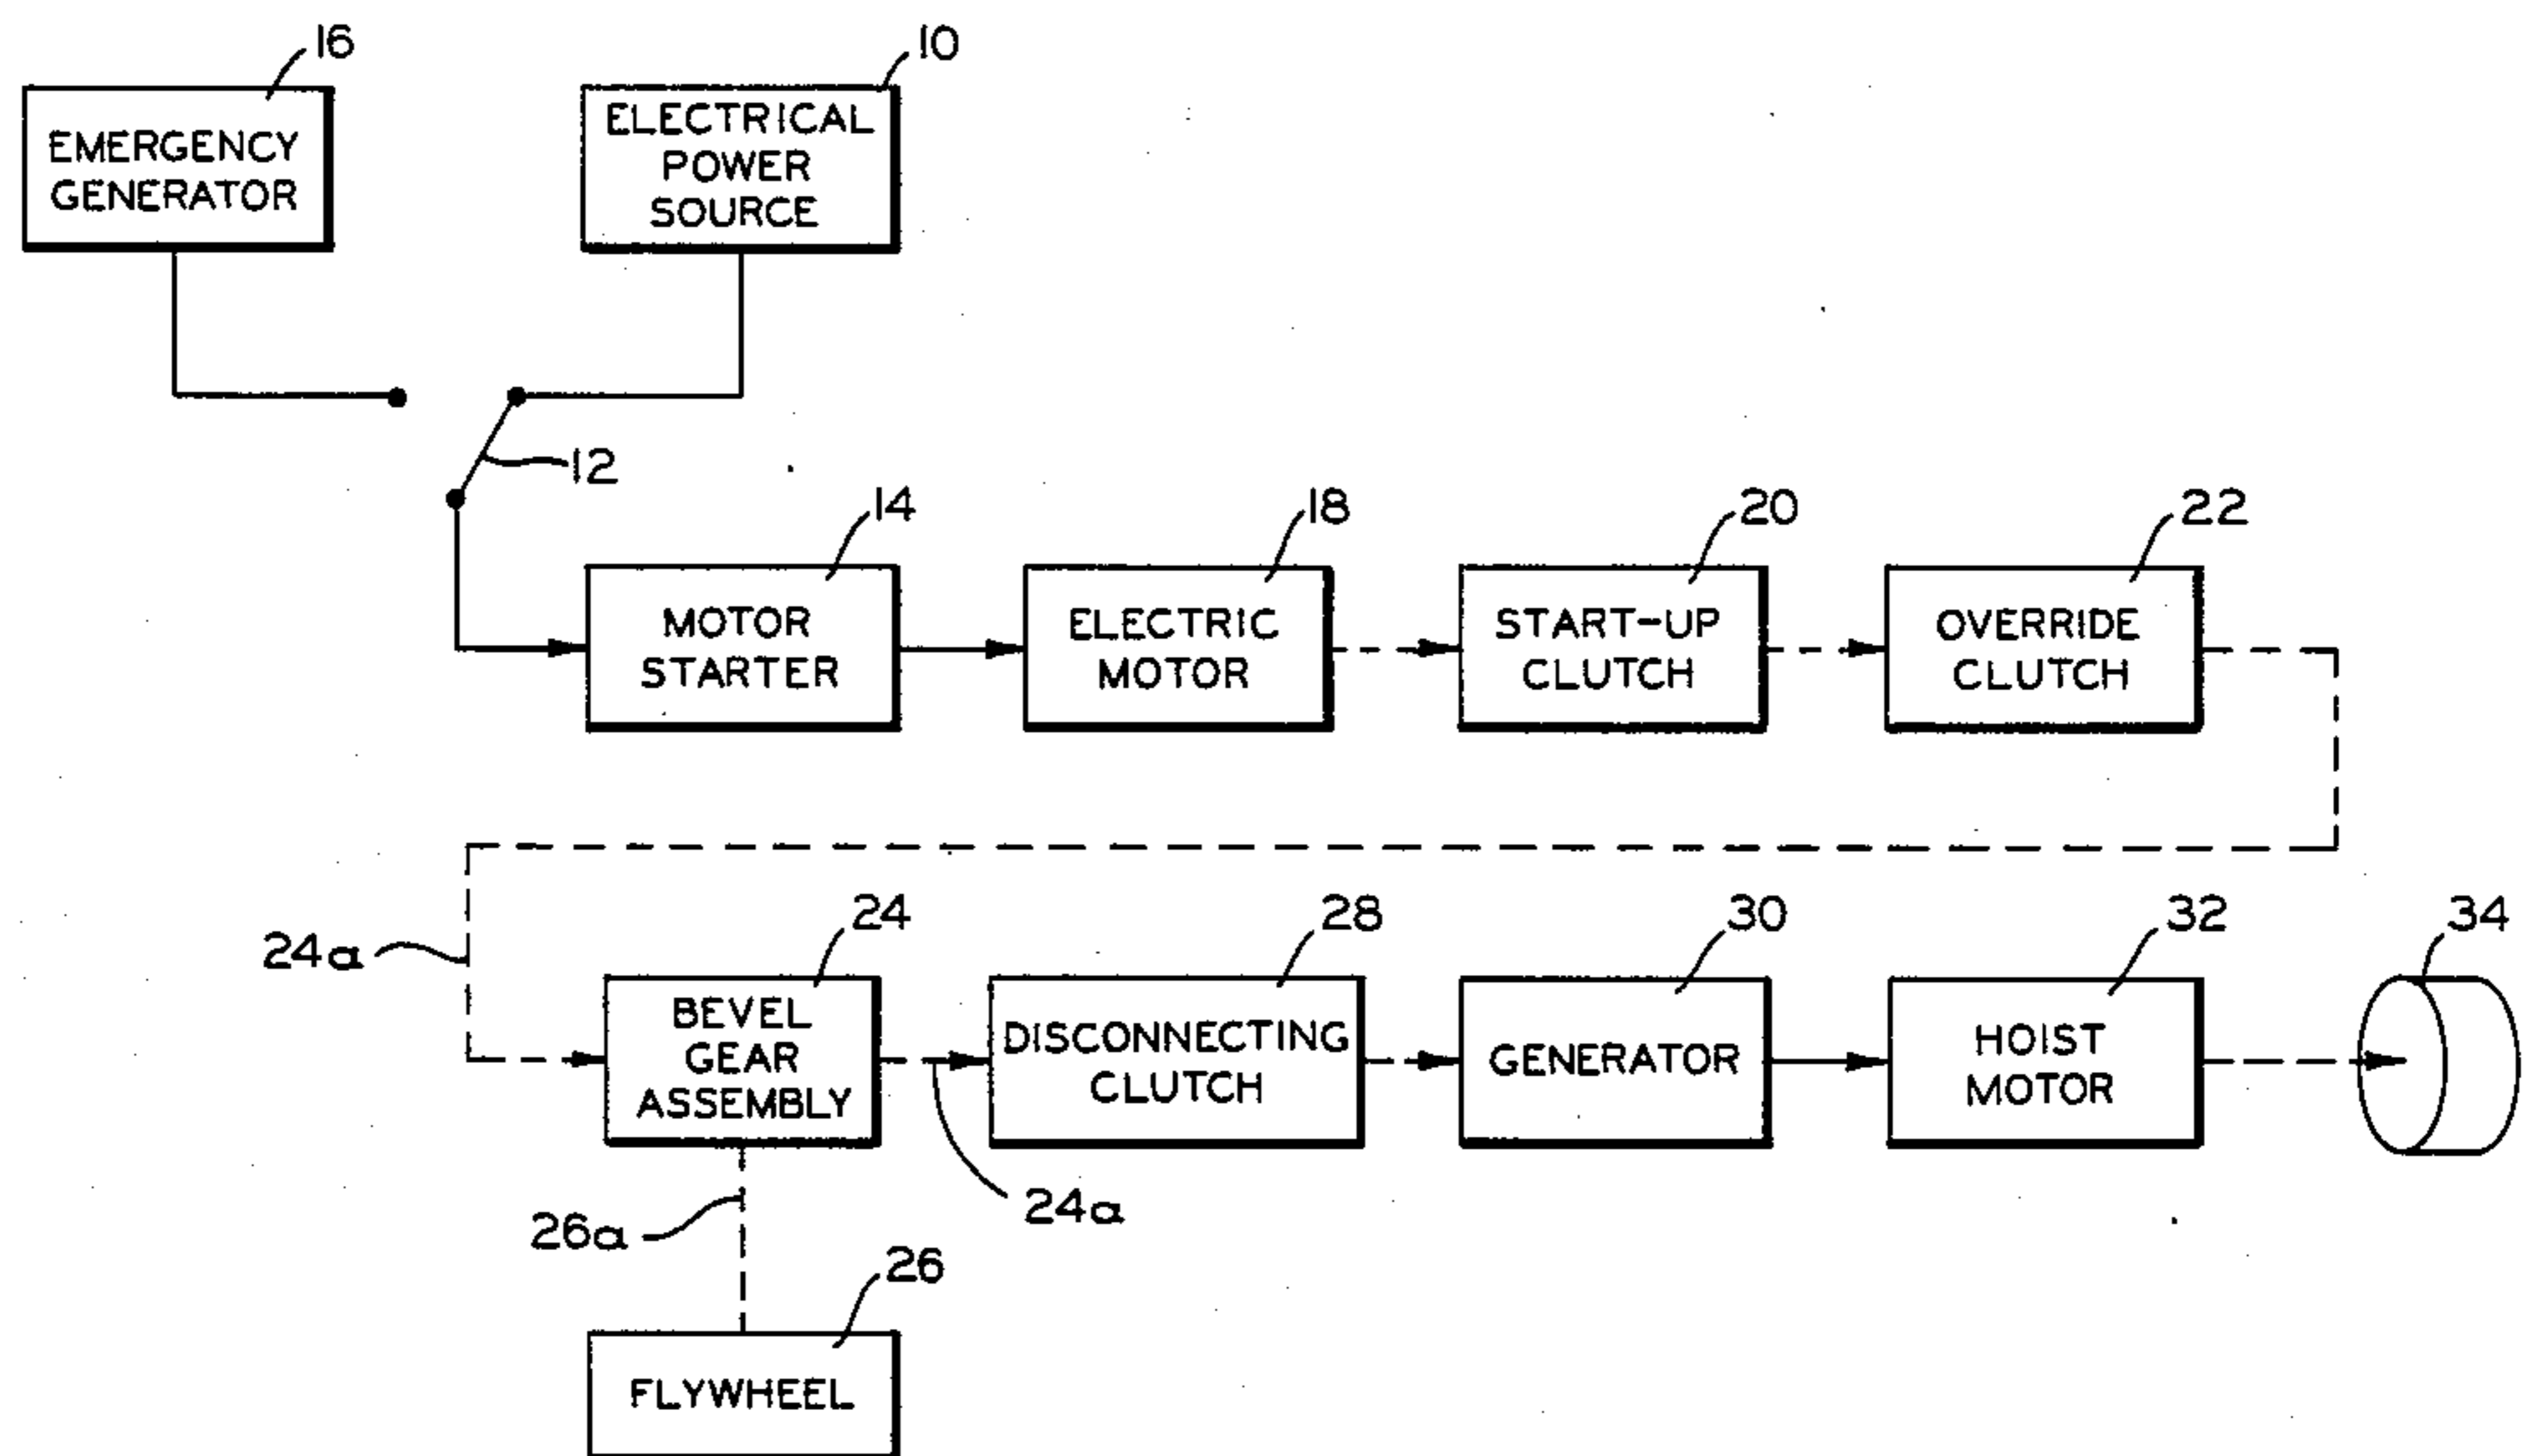 16
10
EMERGENCY
GENERATOR
ELECTRICAL
POWER
SOURCE
12
14
18
20
22
MOTOR
STARTER
ELECTRIC
MOTOR
START-UP
CLUTCH
OVERRIDE
CLUTCH
24a
24
28
30
32
34
BEVEL
GEAR
ASSEMBLY
DISCONNECTING
CLUTCH
GENERATOR
HOIST
MOTOR
26a
24a
26
FLYWHEEL